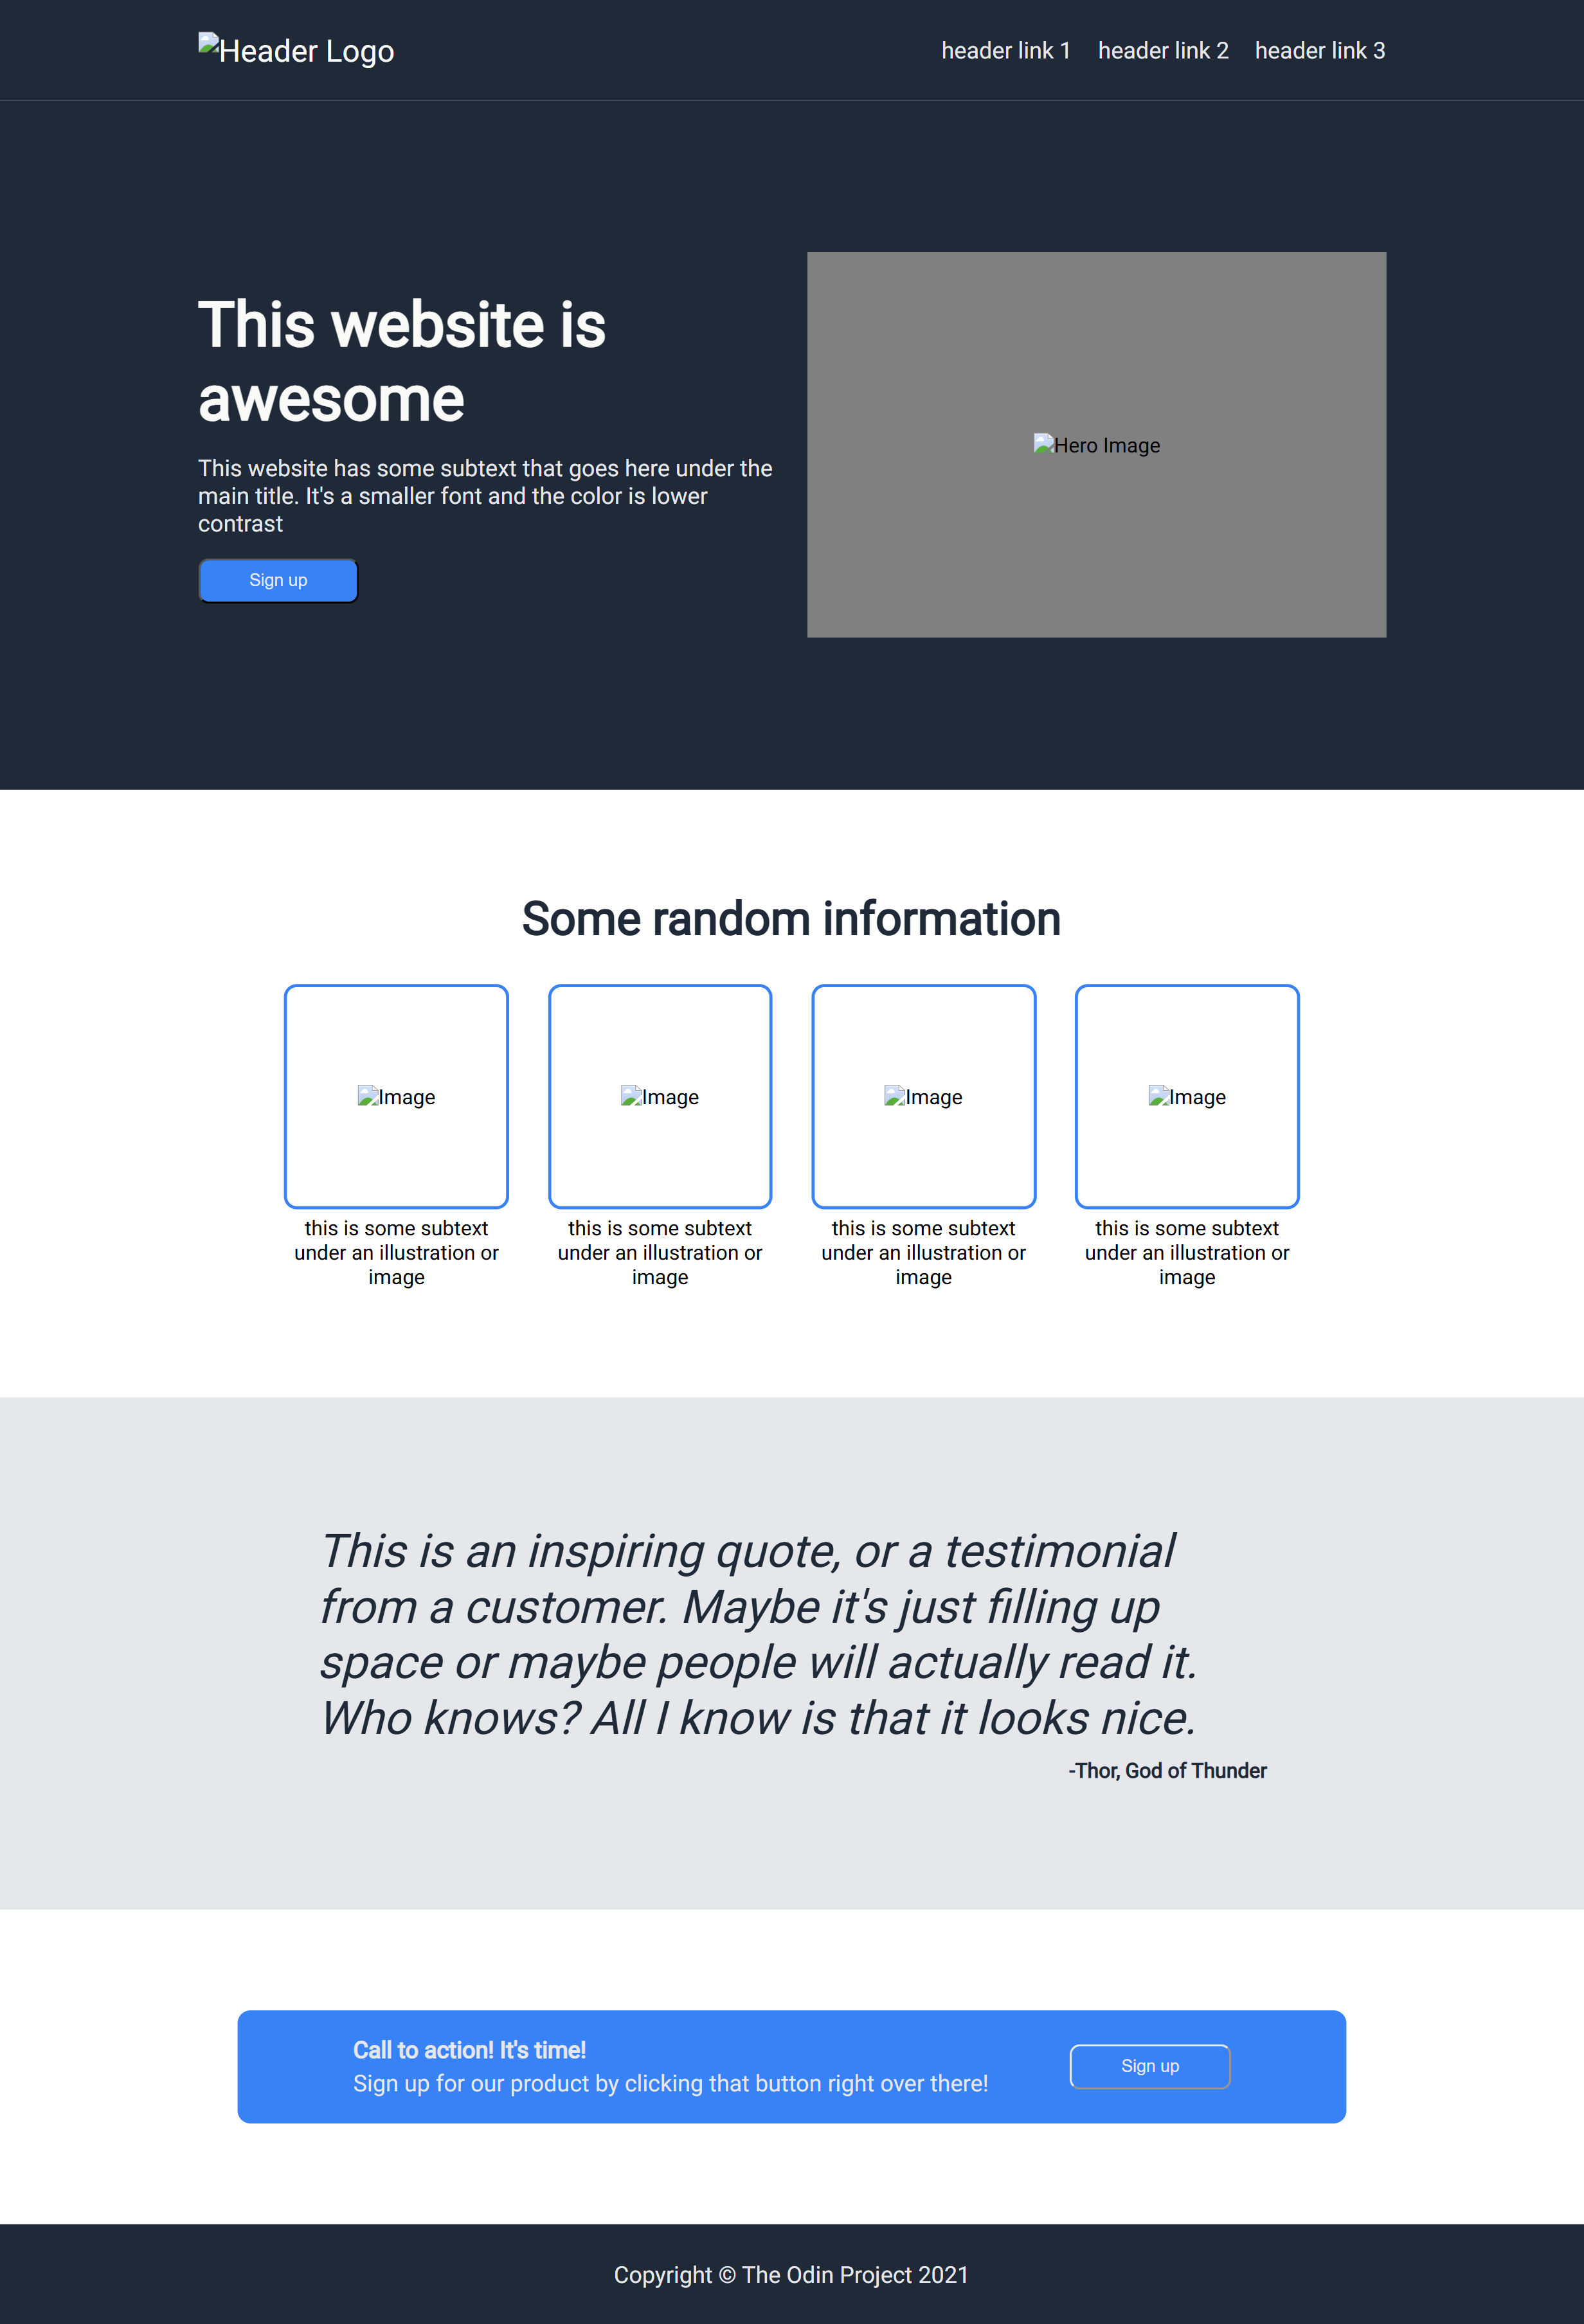 Header Logo
header link 1 header link 2 header link 3
This website is
awesome
This website has some subtext that goes here under the
main title. It's a smaller font and the color is lower
contrast
Sign up
Hero Image
Some random information
Image
this is some subtext
under an illustration or
image
Image
this is some subtext
under an illustration or
image
Image
this is some subtext
under an illustration or
image
Image
this is some subtext
under an illustration or
image
This is an inspiring quote, or a testimonial
from a customer. Maybe it's just filling up
space or maybe people will actually read it.
Who knows? All I know is that it looks nice.
-Thor, God of Thunder
Call to action! It's time!
Sign up for our product by clicking that button right over there!
Sign up
Copyright © The Odin Project 2021